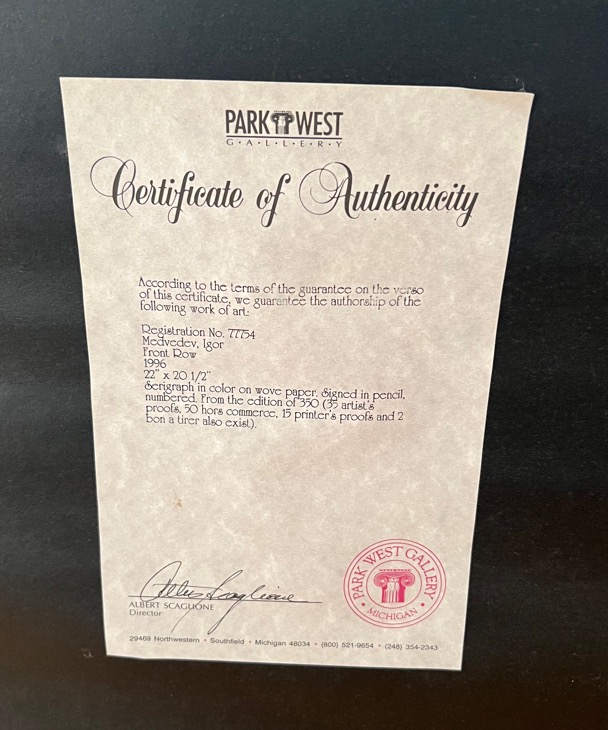 PARK WEST
G•A•L•L•E•R•Y
Certificate of Authenticity
According to the terms of the guarantee on the verso
of this certificate, we guarantee the authorship of the
following work of art:
Registration No. 77754
Medvedev, Igor
Front Row
1996
22" x 20 1/2"
Serigraph in color on wove paper. Signed in pencil,
numbered. From the edition of 350 (35 artist's
proofs, 50 hors commerce, 15 printer's proofs and 2
bon a tirer also exist).
Albert Scaglione
ALBERT SCAGLIONE
Director
PARK WEST GALLERY
• MICHIGAN •
29469 Northwestern • Southfield • Michigan 48034 • (800) 521-9654 • (248) 354-2343